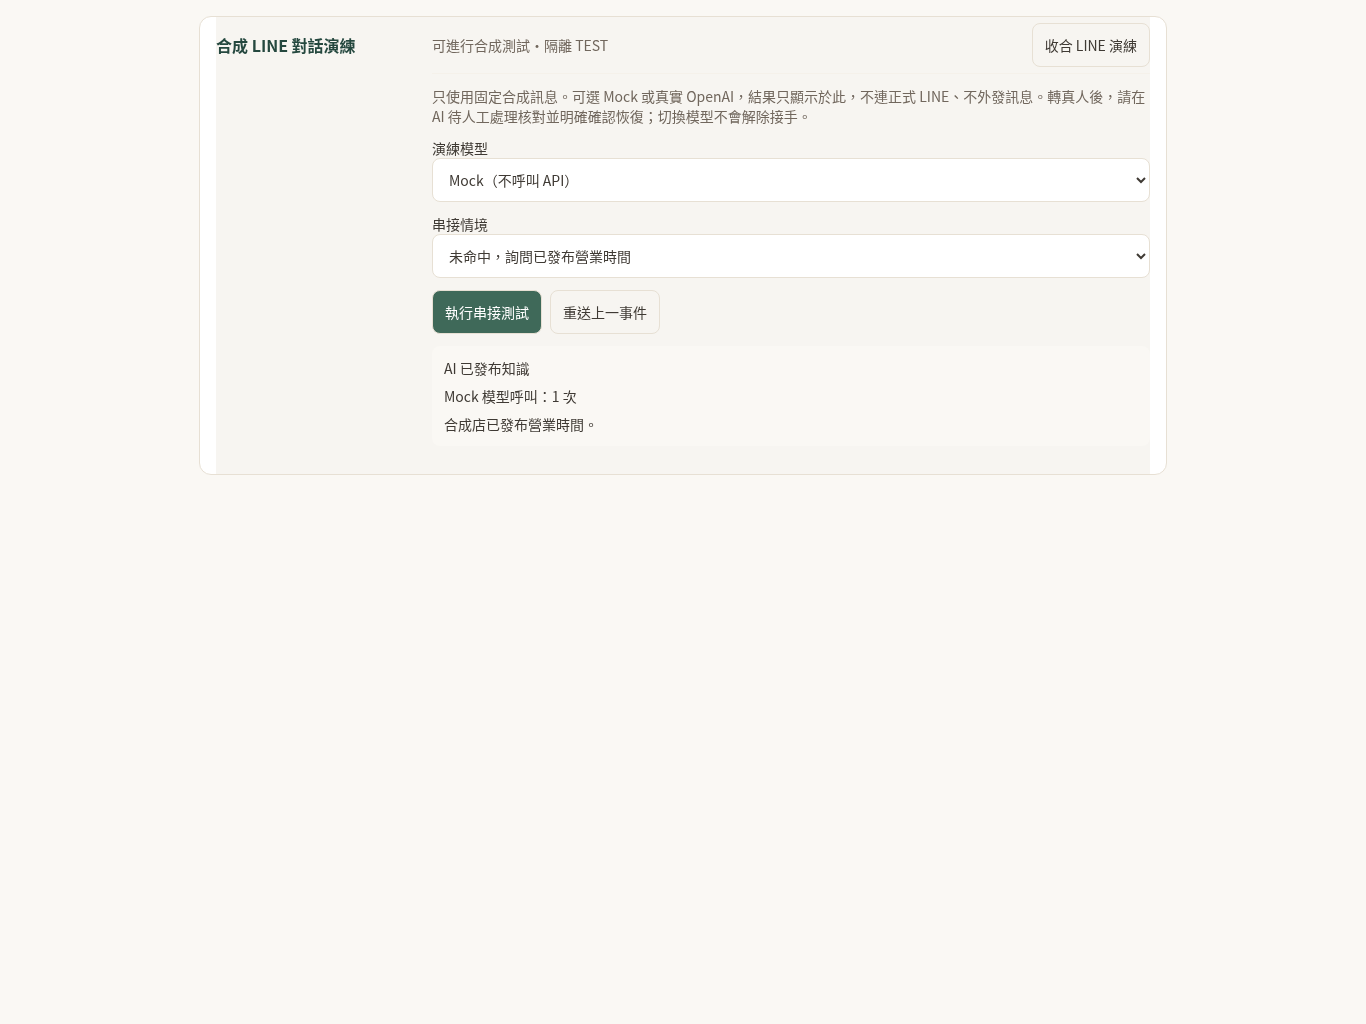 合成 LINE 對話演練
可進行合成測試・隔離 TEST
收合 LINE 演練
只使用固定合成訊息。可選 Mock 或真實 OpenAI，結果只顯示於此，不連正式 LINE、不外發訊息。轉真人後，請在
AI 待人工處理核對並明確確認恢復；切換模型不會解除接手。
演練模型
Mock（不呼叫 API）
串接情境
未命中，詢問已發布營業時間
執行串接測試
重送上一事件
AI 已發布知識
Mock 模型呼叫：1 次
合成店已發布營業時間。